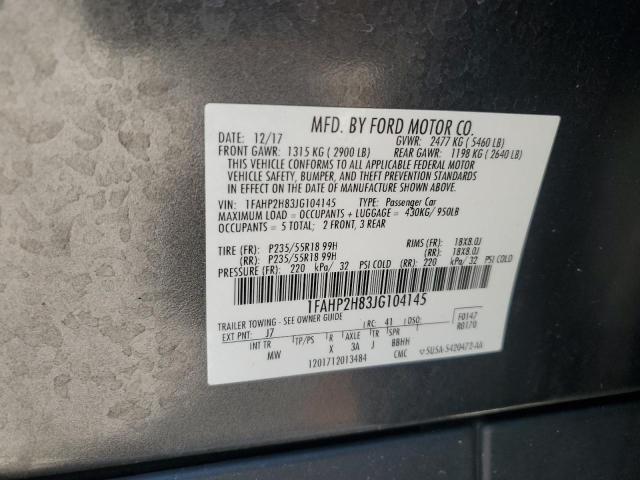 MFD. BY FORD MOTOR CO.
DATE: 12/17 GVWR: 2477 KG ( 5460 LB)
FRONT GAWR: 1315 KG ( 2900 LB) REAR GAWR: 1198 KG ( 2640 LB)
THIS VEHICLE CONFORMS TO ALL APPLICABLE FEDERAL MOTOR
VEHICLE SAFETY, BUMPER, AND THEFT PREVENTION STANDARDS
IN EFFECT ON THE DATE OF MANUFACTURE SHOWN ABOVE.
VIN: 1FAHP2H83JG104145 TYPE: Passenger Car
MAXIMUM LOAD = OCCUPANTS + LUGGAGE = 430KG/ 950LB
OCCUPANTS = 5 TOTAL; 2 FRONT, 3 REAR
TIRE (FR): P235/55R18 99H RIMS (FR): 18X8.0J
(RR): P235/55R18 99H (RR): 18X8.0J
PRESSURE (FR): 220 kPa/ 32 PSI COLD (RR): 220 kPa/ 32 PSI COLD
1FAHP2H83JG104145
TRAILER TOWING - SEE OWNER GUIDE F0147
EXT PNT: J7 RC: 41 DSO: R0170
INT TR TP/PS R AXLE TR SPR
MW X 3A J BBHH
1201712013484 CMC 5U5A-5420472-AA